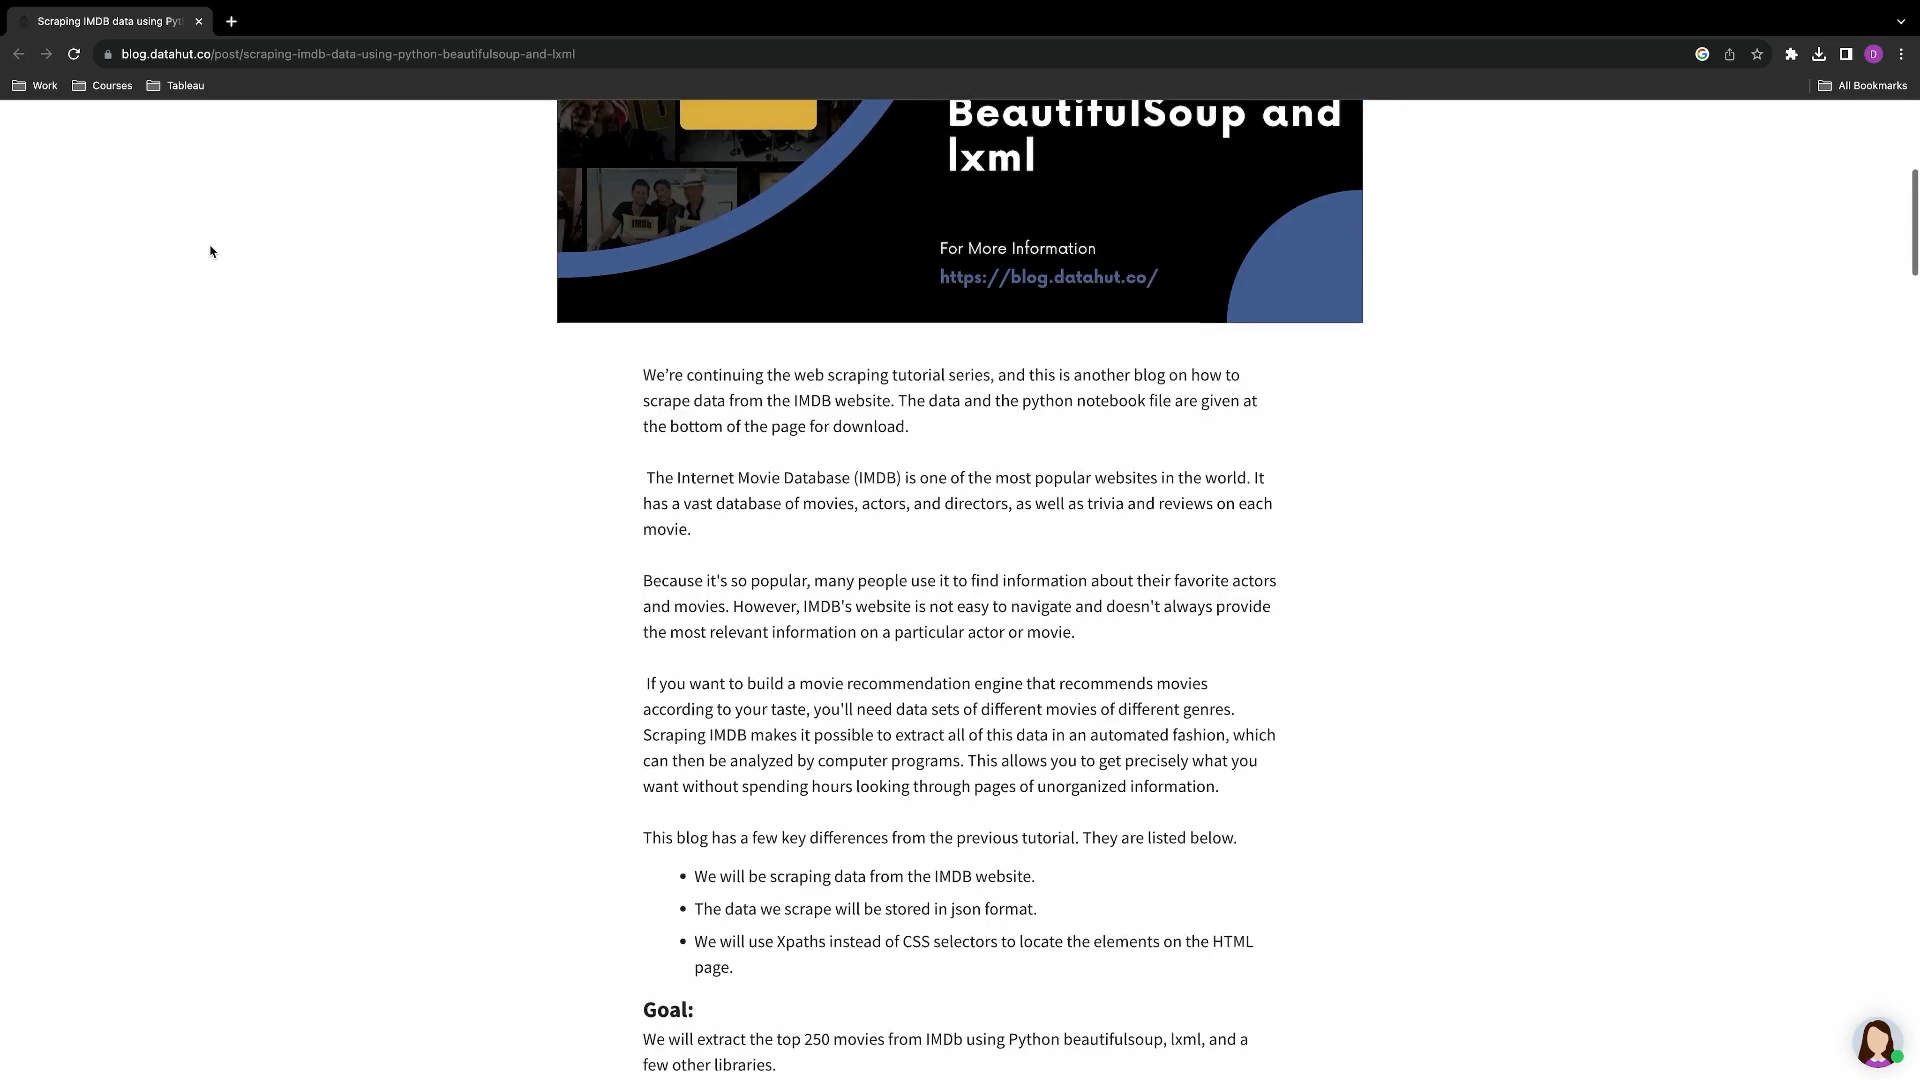 Scraping IMDB data using Pyt
blog.datahut.co/post/scraping-imdb-data-using-python-beautifulsoup-and-lxml
D
Work
Courses
Tableau
All Bookmarks
BeautifulSoup and
lxml
IMDb
For More Information
https://blog.datahut.co/
We’re continuing the web scraping tutorial series, and this is another blog on how to
scrape data from the IMDB website. The data and the python notebook file are given at
the bottom of the page for download.
The Internet Movie Database (IMDB) is one of the most popular websites in the world. It
has a vast database of movies, actors, and directors, as well as trivia and reviews on each
movie.
Because it's so popular, many people use it to find information about their favorite actors
and movies. However, IMDB's website is not easy to navigate and doesn't always provide
the most relevant information on a particular actor or movie.
If you want to build a movie recommendation engine that recommends movies
according to your taste, you'll need data sets of different movies of different genres.
Scraping IMDB makes it possible to extract all of this data in an automated fashion, which
can then be analyzed by computer programs. This allows you to get precisely what you
want without spending hours looking through pages of unorganized information.
This blog has a few key differences from the previous tutorial. They are listed below.
• We will be scraping data from the IMDB website.
• The data we scrape will be stored in json format.
• We will use Xpaths instead of CSS selectors to locate the elements on the HTML
page.
Goal:
We will extract the top 250 movies from IMDb using Python beautifulsoup, lxml, and a
few other libraries.